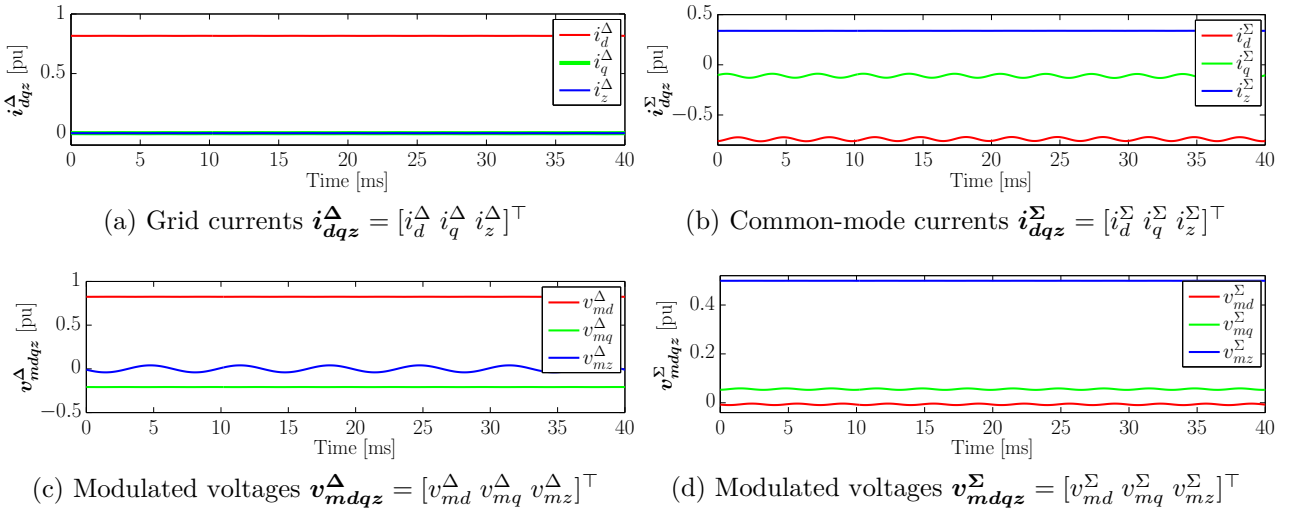 1
0.5
0
i^Δ_dqz [pu]
i^Δ_d
i^Δ_q
i^Δ_z
0 5 10 15 20 25 30 35 40
Time [ms]
(a) Grid currents i^Δ_dqz = [i^Δ_d i^Δ_q i^Δ_z]^⊤
0.5
0
−0.5
i^Σ_dqz [pu]
i^Σ_d
i^Σ_q
i^Σ_z
0 5 10 15 20 25 30 35 40
Time [ms]
(b) Common-mode currents i^Σ_dqz = [i^Σ_d i^Σ_q i^Σ_z]^⊤
1
0.5
0
−0.5
v^Δ_mdqz [pu]
v^Δ_md
v^Δ_mq
v^Δ_mz
0 5 10 15 20 25 30 35 40
Time [ms]
(c) Modulated voltages v^Δ_mdqz = [v^Δ_md v^Δ_mq v^Δ_mz]^⊤
0.4
0.2
0
v^Σ_mdqz [pu]
v^Σ_md
v^Σ_mq
v^Σ_mz
0 5 10 15 20 25 30 35 40
Time [ms]
(d) Modulated voltages v^Σ_mdqz = [v^Σ_md v^Σ_mq v^Σ_mz]^⊤